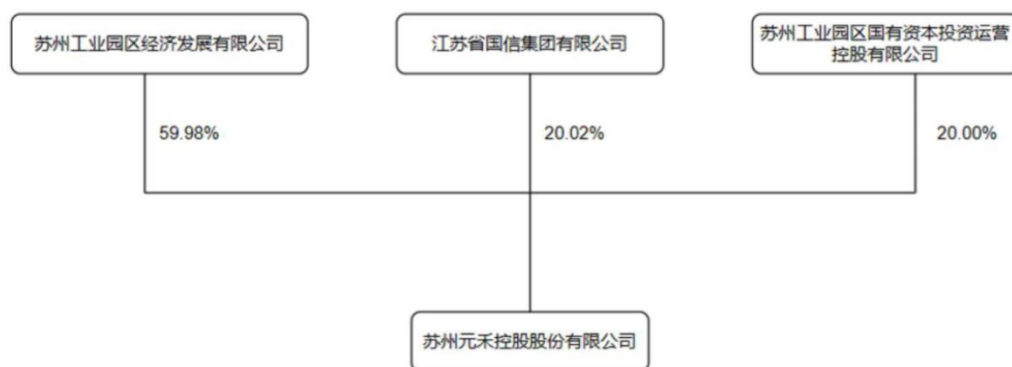 苏州工业园区经济发展有限公司
江苏省国信集团有限公司
苏州工业园区国有资本投资运营
控股有限公司
59.98%
20.02%
20.00%
苏州元禾控股股份有限公司